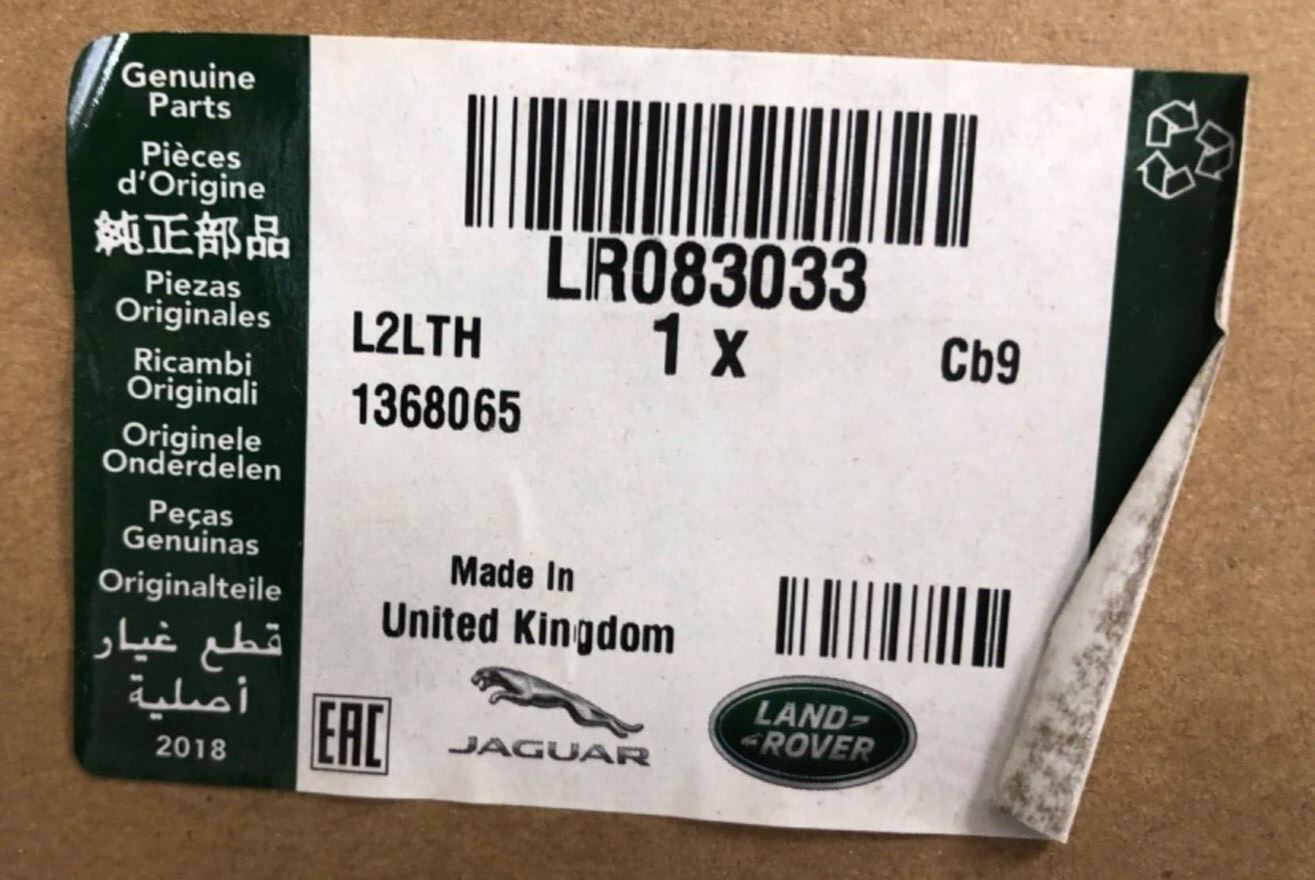 Genuine
Parts
Pièces
d'Origine
純正部品
Piezas
Originales
Ricambi
Originali
Originele
Onderdelen
Peças
Genuinas
Originalteile
قطع غيار
أصلية
2018
LR083033
L2LTH
1 x
Cb9
1368065
Made In
United Kingdom
EAC
JAGUAR
LAND-
ROVER